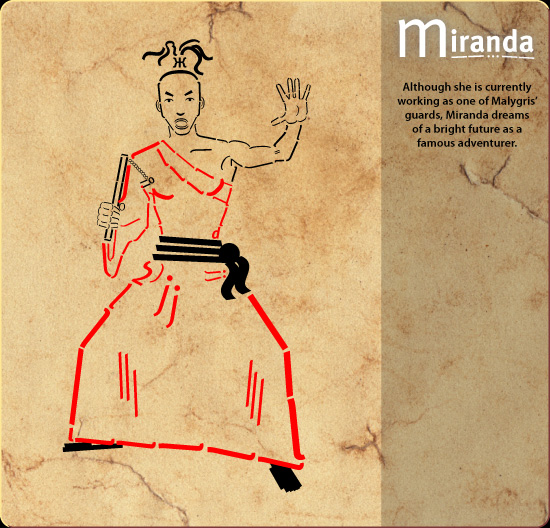 Miranda
Although she is currently
working as one of Malygris'
guards, Miranda dreams
of a bright future as a
famous adventurer.